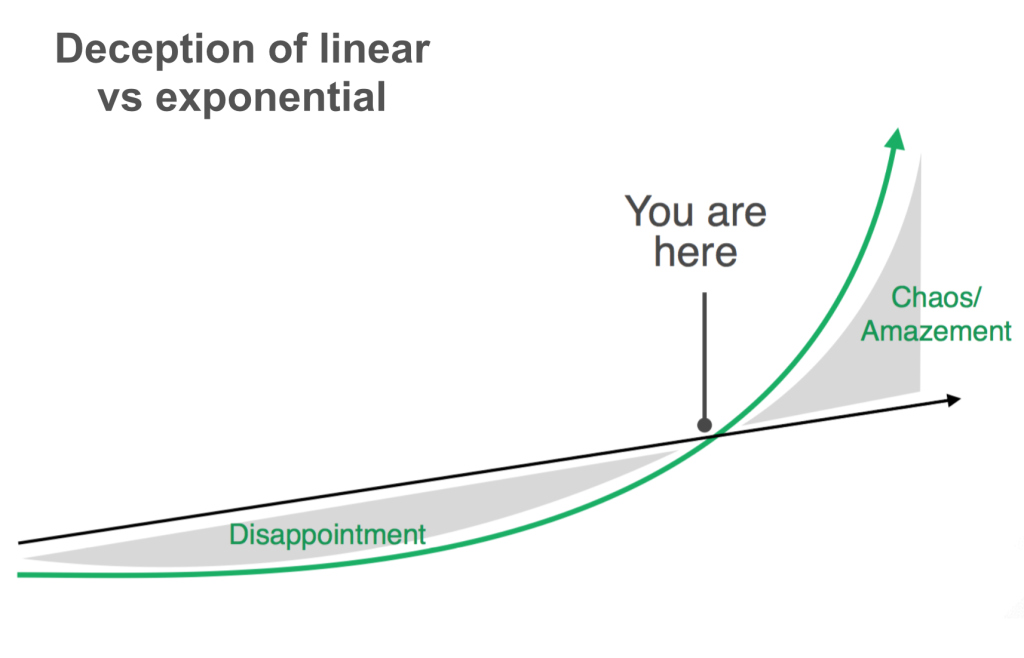 Deception of linear
vs exponential
You are
here
Chaos/
Amazement
Disappointment